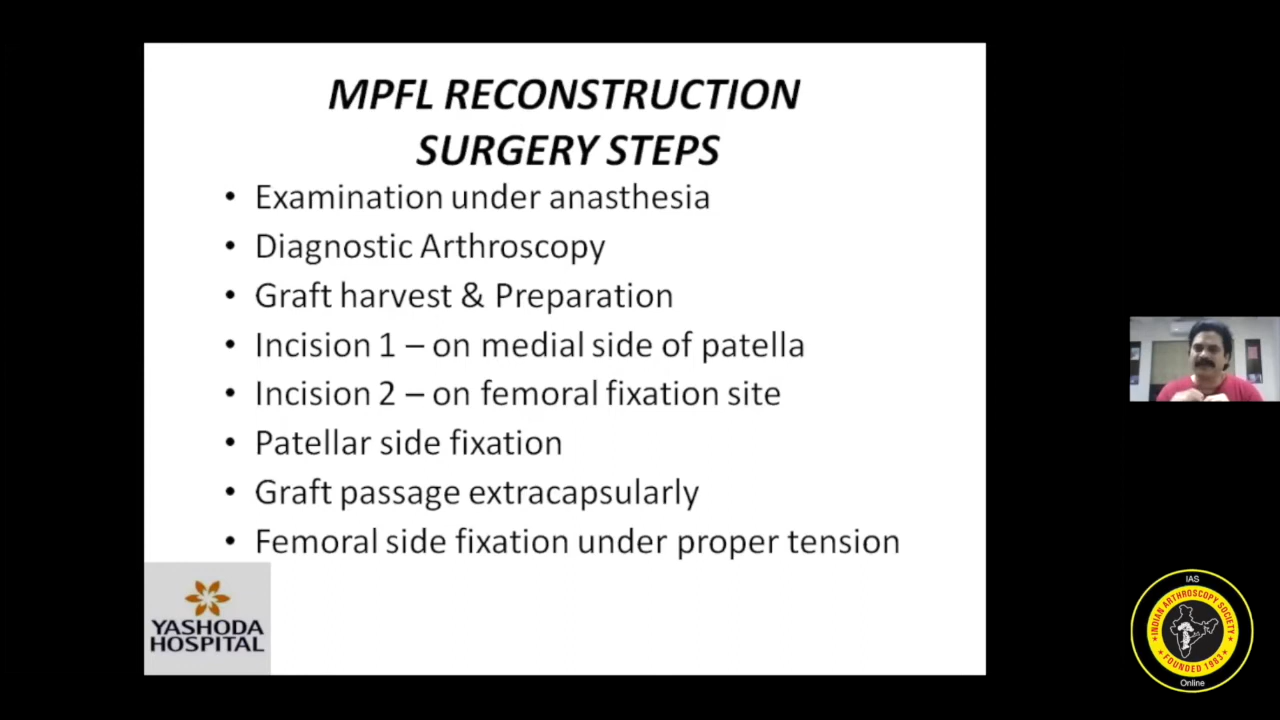 MPFL RECONSTRUCTION
SURGERY STEPS
• Examination under anasthesia
• Diagnostic Arthroscopy
• Graft harvest & Preparation
• Incision 1 – on medial side of patella
• Incision 2 – on femoral fixation site
• Patellar side fixation
• Graft passage extracapsularly
• Femoral side fixation under proper tension
YASHODA
HOSPITAL
IAS
INDIAN ARTHROSCOPY SOCIETY
FOUNDED 1983
Online